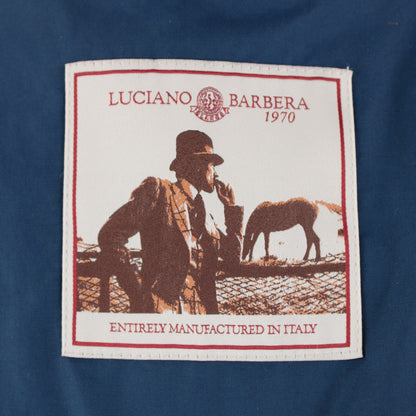 LUCIANO BARBERA
1970
ENTIRELY MANUFACTURED IN ITALY